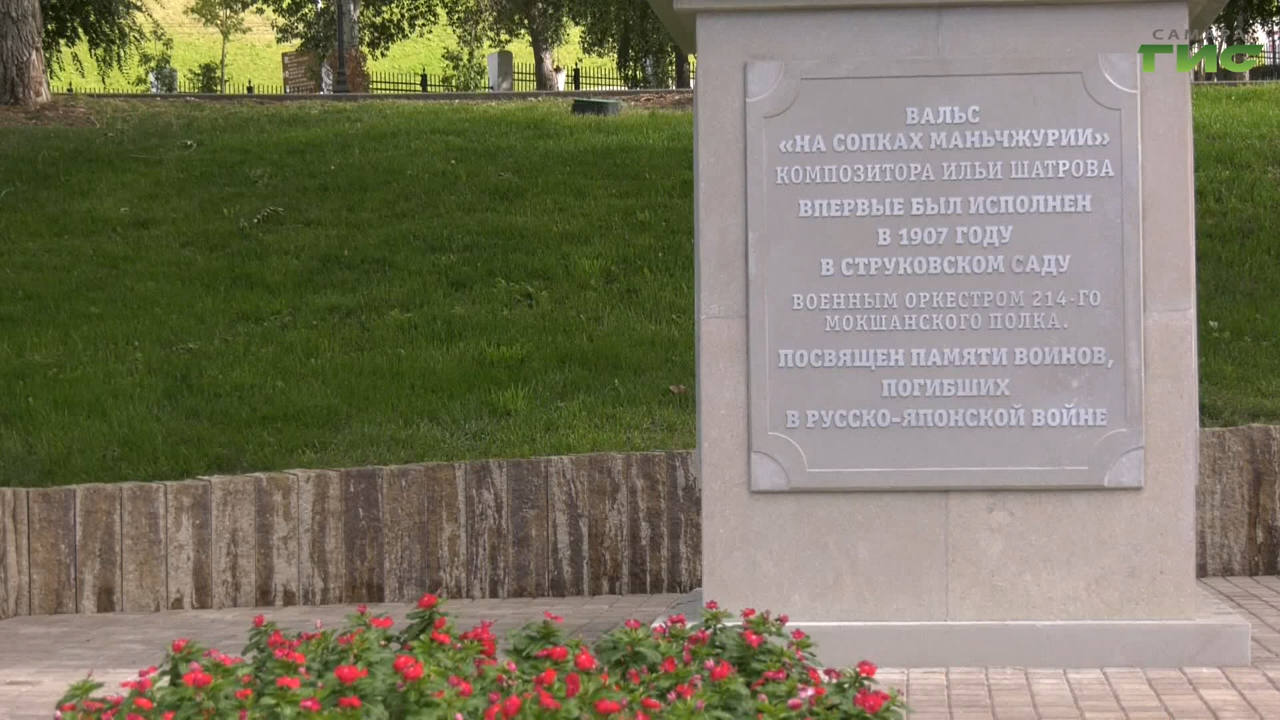 САМАРА
ГИС
ВАЛЬС
«НА СОПКАХ МАНЬЧЖУРИИ»
КОМПОЗИТОРА ИЛЬИ ШАТРОВА
ВПЕРВЫЕ БЫЛ ИСПОЛНЕН
В 1907 ГОДУ
В СТРУКОВСКОМ САДУ
ВОЕННЫМ ОРКЕСТРОМ 214-ГО
МОКШАНСКОГО ПОЛКА.
ПОСВЯЩЕН ПАМЯТИ ВОИНОВ,
ПОГИБШИХ
В РУССКО-ЯПОНСКОЙ ВОЙНЕ